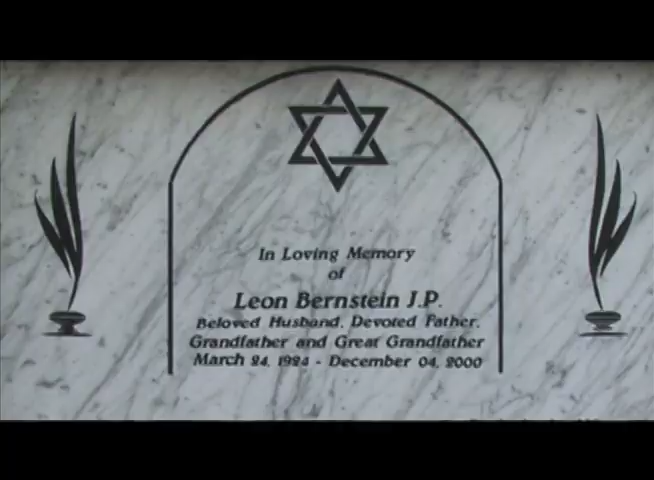 In Loving Memory
of
Leon Bernstein J.P.
Beloved Husband, Devoted Father,
Grandfather and Great Grandfather
March 24, 1924 - December 04, 2000